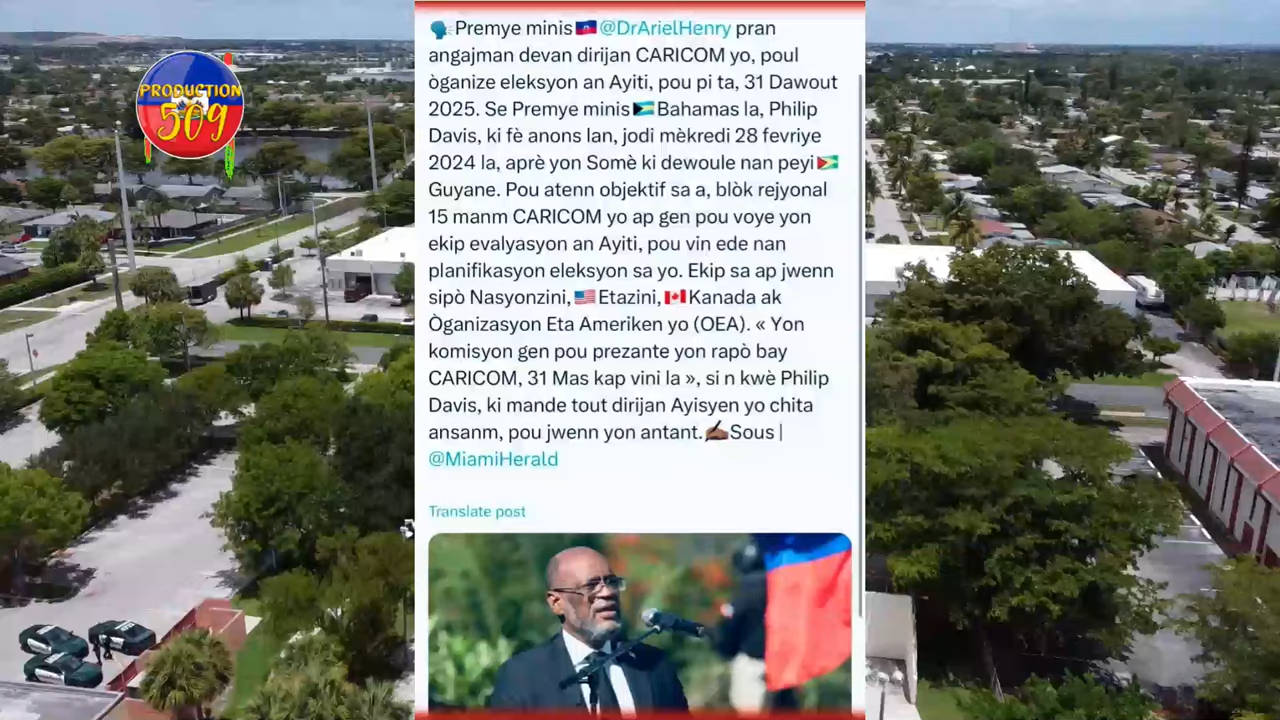 PRODUCTION
509
🗣️Premye minis🇭🇹@DrArielHenry pran
angajman devan dirijan CARICOM yo, poul
òganize eleksyon an Ayiti, pou pi ta, 31 Dawout
2025. Se Premye minis🇧🇸Bahamas la, Philip
Davis, ki fè anons lan, jodi mèkredi 28 fevriye
2024 la, aprè yon Somè ki dewoule nan peyi🇬🇾
Guyane. Pou atenn objektif sa a, blòk rejyonal
15 manm CARICOM yo ap gen pou voye yon
ekip evalyasyon an Ayiti, pou vin ede nan
planifikasyon eleksyon sa yo. Ekip sa ap jwenn
sipò Nasyonzini,🇺🇸Etazini,🇨🇦Kanada ak
Òganizasyon Eta Ameriken yo (OEA). « Yon
komisyon gen pou prezante yon rapò bay
CARICOM, 31 Mas kap vini la », si n kwè Philip
Davis, ki mande tout dirijan Ayisyen yo chita
ansanm, pou jwenn yon antant.✍🏾Sous |
@MiamiHerald
Translate post